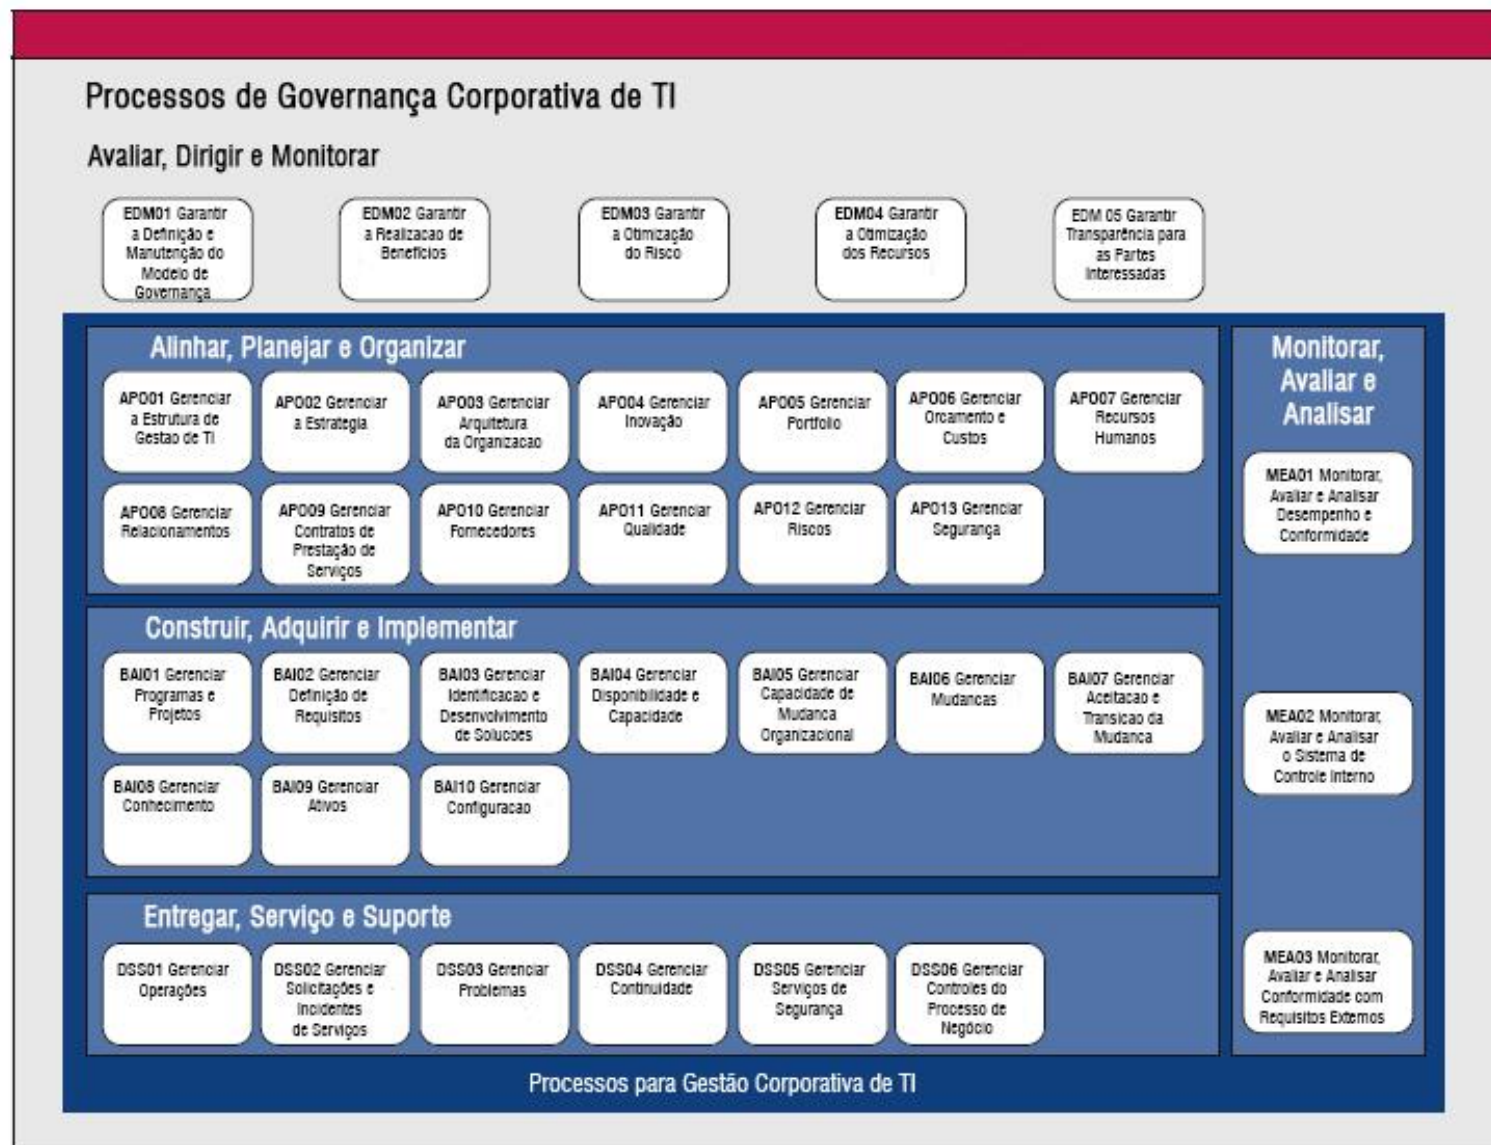 Processos de Governança Corporativa de TI
Avaliar, Dirigir e Monitorar
EDM01 Garantir
a Definição e
Manutenção do
Modelo de
Governança
EDM02 Garantir
a Realizacao de
Benefícios
EDM03 Garantir
a Otimização
do Risco
EDM04 Garantir
a Otimização
dos Recursos
EDM 05 Garantir
Transparência para
as Partes
Interessadas
Alinhar, Planejar e Organizar
APO01 Gerenciar
a Estrutura de
Gestao de TI
APO02 Gerenciar
a Estrategia
APO03 Gerenciar
Arquitetura
da Organizacao
APO04 Gerenciar
Inovação
APO05 Gerenciar
Portfolio
APO06 Gerenciar
Orcamento e
Custos
APO07 Gerenciar
Recursos
Humanos
APO08 Gerenciar
Relacionamentos
APO09 Gerenciar
Contratos de
Prestação de
Serviços
APO10 Gerenciar
Fornecedores
APO11 Gerenciar
Qualidade
APO12 Gerenciar
Riscos
APO13 Gerenciar
Segurança
Construir, Adquirir e Implementar
BAI01 Gerenciar
Programas e
Projetos
BAI02 Gerenciar
Definição de
Requisitos
BAI03 Gerenciar
Identificacao e
Desenvolvimento
de Solucoes
BAI04 Gerenciar
Disponibilidade e
Capacidade
BAI05 Gerenciar
Capacidade de
Mudanca
Organizacional
BAI06 Gerenciar
Mudancas
BAI07 Gerenciar
Aceitacao e
Transicao da
Mudanca
BAI08 Gerenciar
Conhecimento
BAI09 Gerenciar
Ativos
BAI10 Gerenciar
Configuracao
Entregar, Serviço e Suporte
DSS01 Gerenciar
Operações
DSS02 Gerenciar
Solicitações e
Incidentes
de Serviços
DSS03 Gerenciar
Problemas
DSS04 Gerenciar
Continuidade
DSS05 Gerenciar
Serviços de
Segurança
DSS06 Gerenciar
Controles do
Processo de
Negócio
Monitorar,
Avaliar e
Analisar
MEA01 Monitorar,
Avaliar e Analisar
Desempenho e
Conformidade
MEA02 Monitorar,
Avaliar e Analisar
o Sistema de
Controle Interno
MEA03 Monitorar,
Avaliar e Analisar
Conformidade com
Requisitos Externos
Processos para Gestão Corporativa de TI